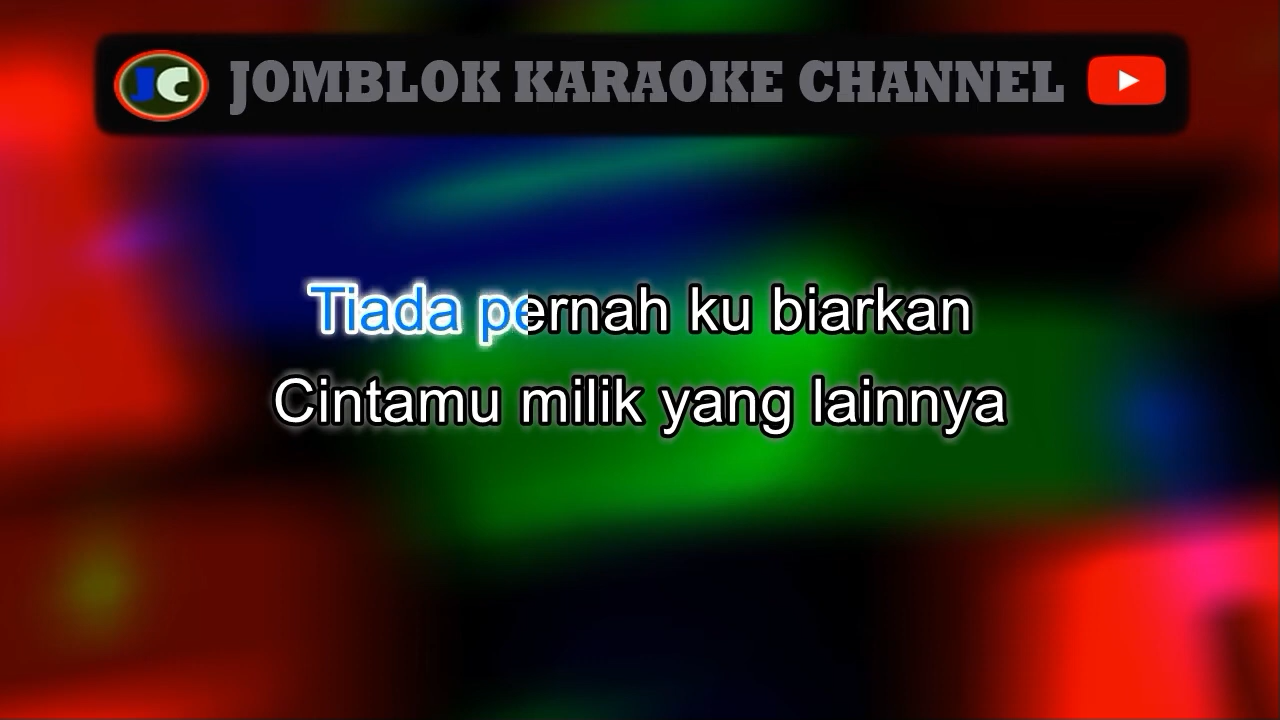 JC JOMBLOK KARAOKE CHANNEL
Tiada pernah ku biarkan
Cintamu milik yang lainnya